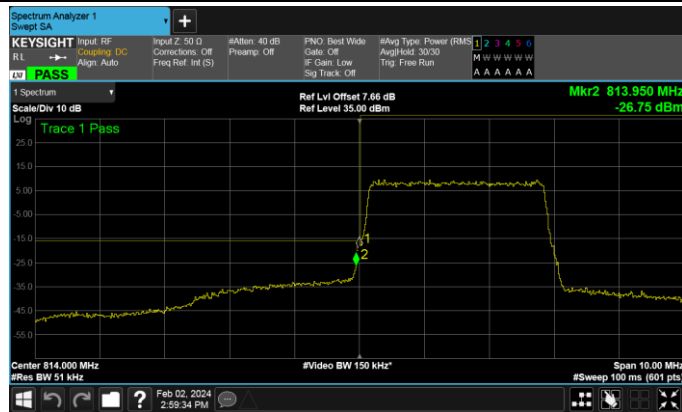 Spectrum Analyzer 1
Swept SA
+
KEYSIGHT
RL
LXI PASS
Input: RF
Coupling: DC
Align: Auto
Input Z: 50 Ω
Corrections: Off
Freq Ref: Int (S)
#Atten: 40 dB
Preamp: Off
PNO: Best Wide
Gate: Off
IF Gain: Low
Sig Track: Off
#Avg Type: Power (RMS
Avg|Hold: 30/30
Trig: Free Run
1 2 3 4 5 6
M W W W W W
A A A A A A
1 Spectrum
Scale/Div 10 dB
Ref Lvl Offset 7.66 dB
Ref Level 35.00 dBm
Mkr2 813.950 MHz
-26.75 dBm
Log
Trace 1 Pass
25.0
15.0
5.00
-5.00
-15.0
-25.0
-35.0
-45.0
-55.0
1
2
Center 814.000 MHz
#Video BW 150 kHz*
Span 10.00 MHz
#Res BW 51 kHz
#Sweep 100 ms (601 pts)
?
Feb 02, 2024
2:59:34 PM